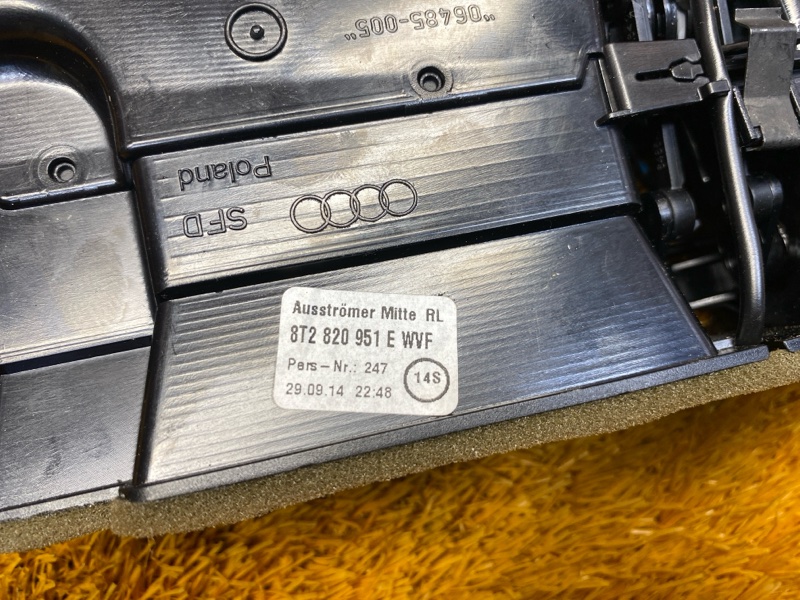 "06485-005"
Poland
SFD
Ausströmer Mitte RL
8T2 820 951 E WVF
Pers-Nr.: 247
29.09.14 22:48
14S